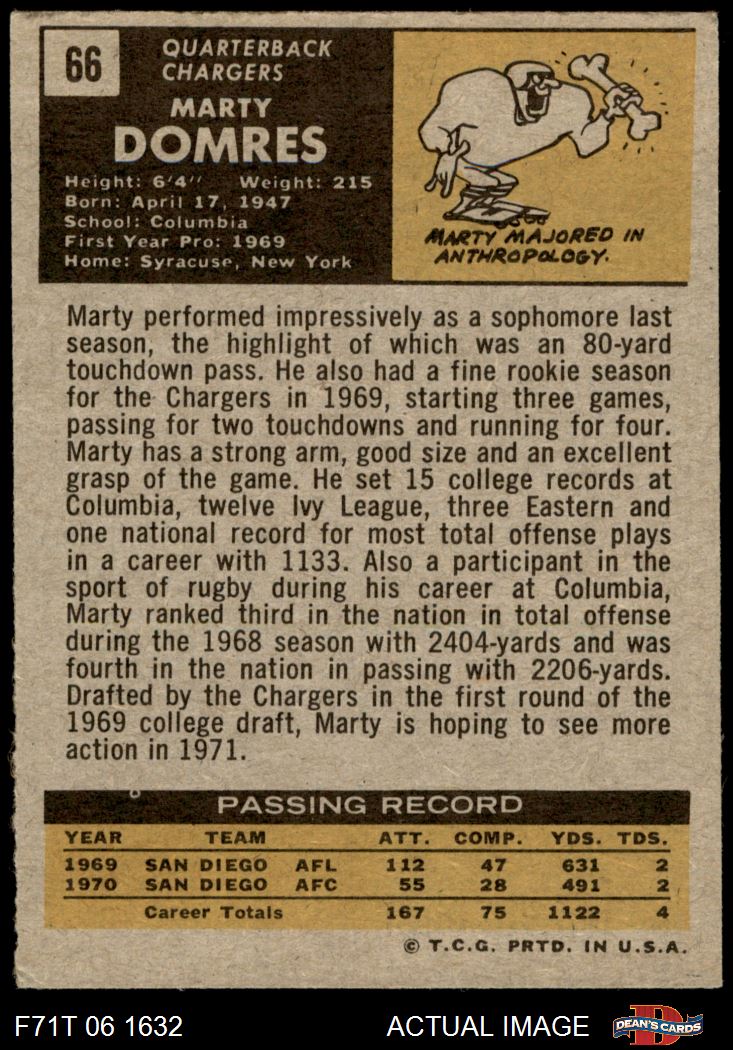 66
QUARTERBACK
CHARGERS
MARTY
DOMRES
Height: 6'4" Weight: 215
Born: April 17, 1947
School: Columbia
First Year Pro: 1969
Home: Syracuse, New York
MARTY MAJORED IN
ANTHROPOLOGY.
Marty performed impressively as a sophomore last
season, the highlight of which was an 80-yard
touchdown pass. He also had a fine rookie season
for the Chargers in 1969, starting three games,
passing for two touchdowns and running for four.
Marty has a strong arm, good size and an excellent
grasp of the game. He set 15 college records at
Columbia, twelve Ivy League, three Eastern and
one national record for most total offense plays
in a career with 1133. Also a participant in the
sport of rugby during his career at Columbia,
Marty ranked third in the nation in total offense
during the 1968 season with 2404-yards and was
fourth in the nation in passing with 2206-yards.
Drafted by the Chargers in the first round of the
1969 college draft, Marty is hoping to see more
action in 1971.
PASSING RECORD
YEAR TEAM ATT. COMP. YDS. TDS.
1969 SAN DIEGO AFL 112 47 631 2
1970 SAN DIEGO AFC 55 28 491 2
Career Totals 167 75 1122 4
© T.C.G. PRTD. IN U.S.A.
F71T 06 1632 ACTUAL IMAGE D DEAN'S CARDS